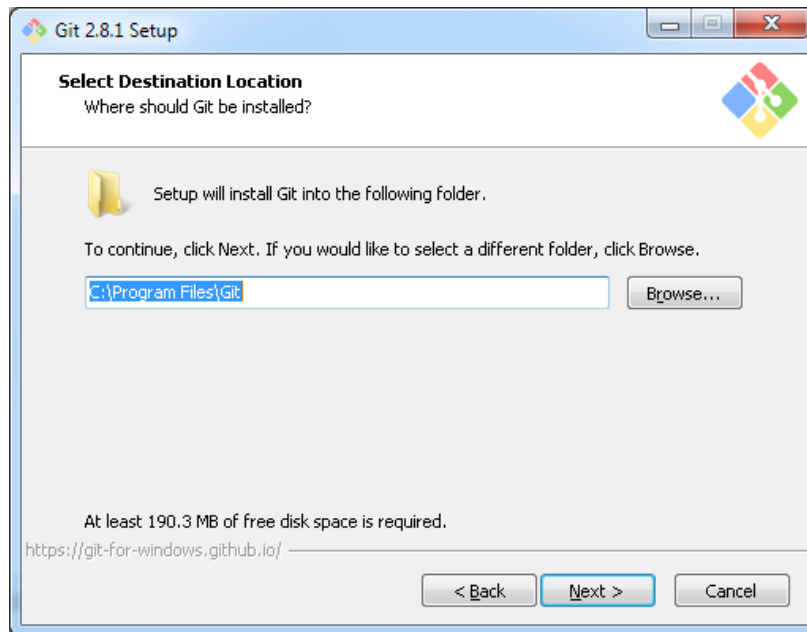 Git 2.8.1 Setup
Select Destination Location
Where should Git be installed?
Setup will install Git into the following folder.
To continue, click Next. If you would like to select a different folder, click Browse.
C:\Program Files\Git
Browse...
At least 190.3 MB of free disk space is required.
https://git-for-windows.github.io/
< Back
Next >
Cancel